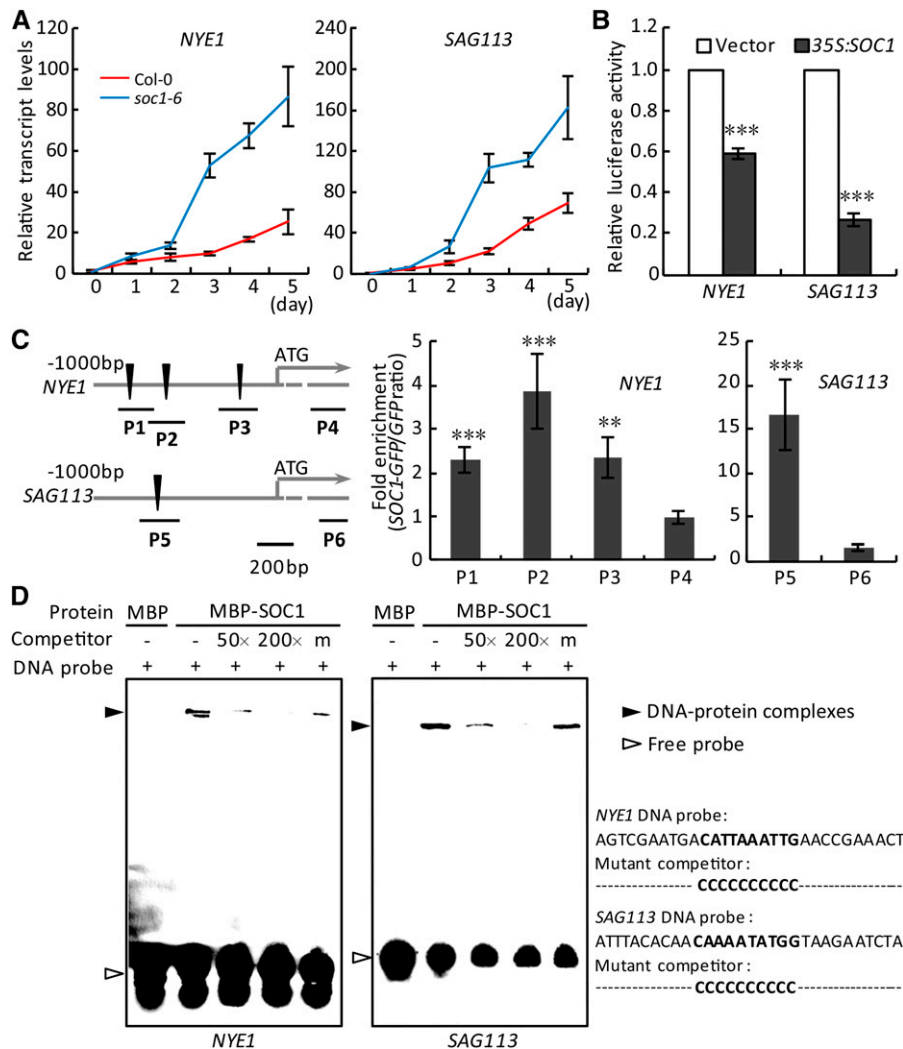 A
NYE1
SAG113
Relative transcript levels
120
100
80
60
40
20
0
Col-0
soc1-6
0 1 2 3 4 5
(day)
240
200
160
120
80
40
0
0 1 2 3 4 5
(day)
B
Vector 35S:SOC1
Relative luciferase activity
1.2
1.0
0.8
0.6
0.4
0.2
0
***
***
NYE1 SAG113
C
-1000bp
ATG
NYE1
P1 P2 P3 P4
-1000bp
ATG
SAG113
P5 P6
200bp
Fold enrichment
(SOC1-GFP/GFP ratio)
5
4
3
2
1
0
NYE1
***
***
**
P1 P2 P3 P4
25
20
15
10
5
0
SAG113
***
P5 P6
D
Protein MBP MBP-SOC1 MBP MBP-SOC1
Competitor - - 50× 200× m - - 50× 200× m
DNA probe + + + + + + + + + +
DNA-protein complexes
Free probe
NYE1 DNA probe:
AGTCGAATGACATTAAATTGAACCGAAACT
Mutant competitor:
---------------- CCCCCCCCCC-----------------
SAG113 DNA probe:
ATTTACACAACAAAATATGGTAAGAATCTA
Mutant competitor:
---------------- CCCCCCCCCC-----------------
NYE1 SAG113